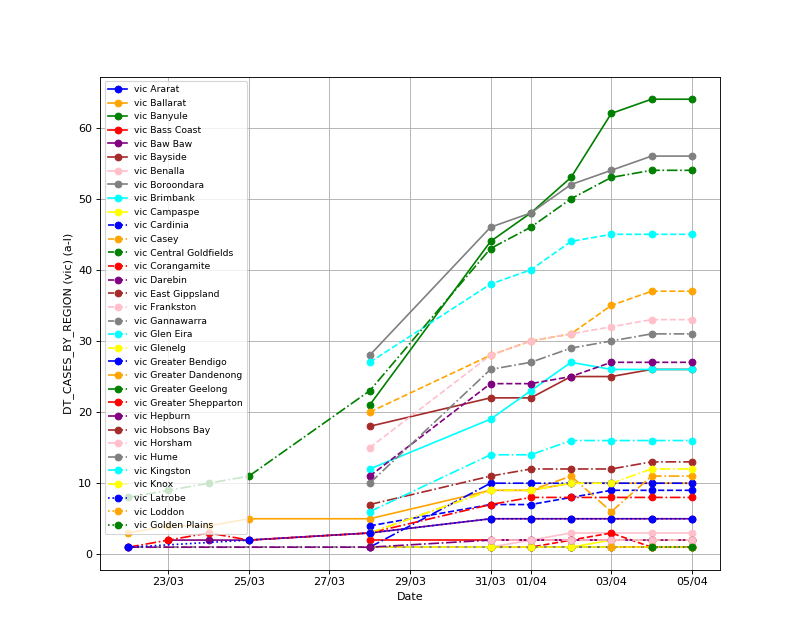 DT_CASES_BY_REGION (vic) (a-l)
60
50
40
30
20
10
0
vic Ararat
vic Ballarat
vic Banyule
vic Bass Coast
vic Baw Baw
vic Bayside
vic Benalla
vic Boroondara
vic Brimbank
vic Campaspe
vic Cardinia
vic Casey
vic Central Goldfields
vic Corangamite
vic Darebin
vic East Gippsland
vic Frankston
vic Gannawarra
vic Glen Eira
vic Glenelg
vic Greater Bendigo
vic Greater Dandenong
vic Greater Geelong
vic Greater Shepparton
vic Hepburn
vic Hobsons Bay
vic Horsham
vic Hume
vic Kingston
vic Knox
vic Latrobe
vic Loddon
vic Golden Plains
23/03 25/03 27/03 29/03 31/03 01/04 03/04 05/04
Date